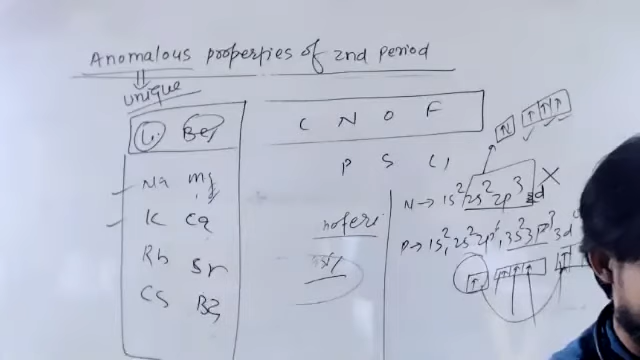 Anomalous properties of 2nd period
unique
Li Be
C N O F
Na Mg
P S Cl
K Ca
N → 1s² 2s² 2p³
P → 1s², 2s² 2p⁶, 3s² 3p³ 3d
Rb Sr
Cs Ba